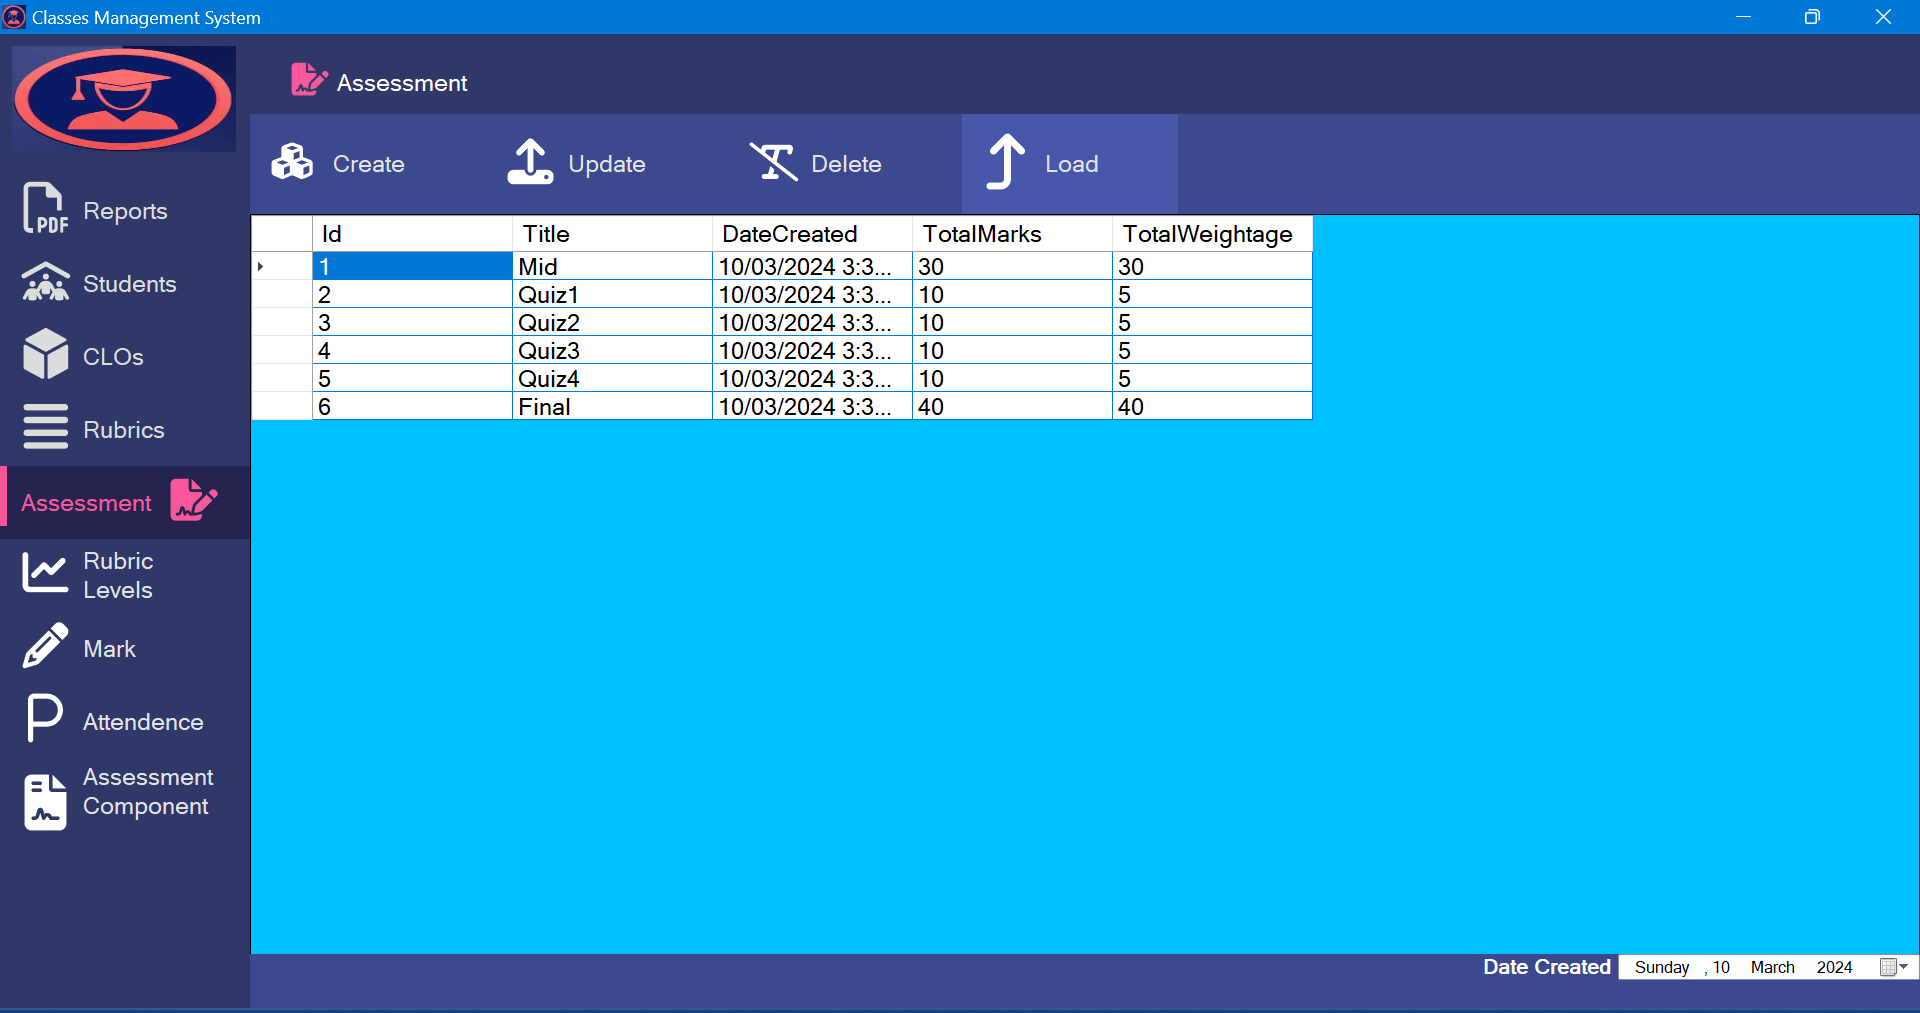 Classes Management System
Assessment
Create Update Delete Load
PDF
Reports
Students
CLOs
Rubrics
Assessment
Rubric
Levels
Mark
P
Attendence
Assessment
Component
Id Title DateCreated TotalMarks TotalWeightage
1 Mid 10/03/2024 3:3... 30 30
2 Quiz1 10/03/2024 3:3... 10 5
3 Quiz2 10/03/2024 3:3... 10 5
4 Quiz3 10/03/2024 3:3... 10 5
5 Quiz4 10/03/2024 3:3... 10 5
6 Final 10/03/2024 3:3... 40 40
Date Created Sunday , 10 March 2024